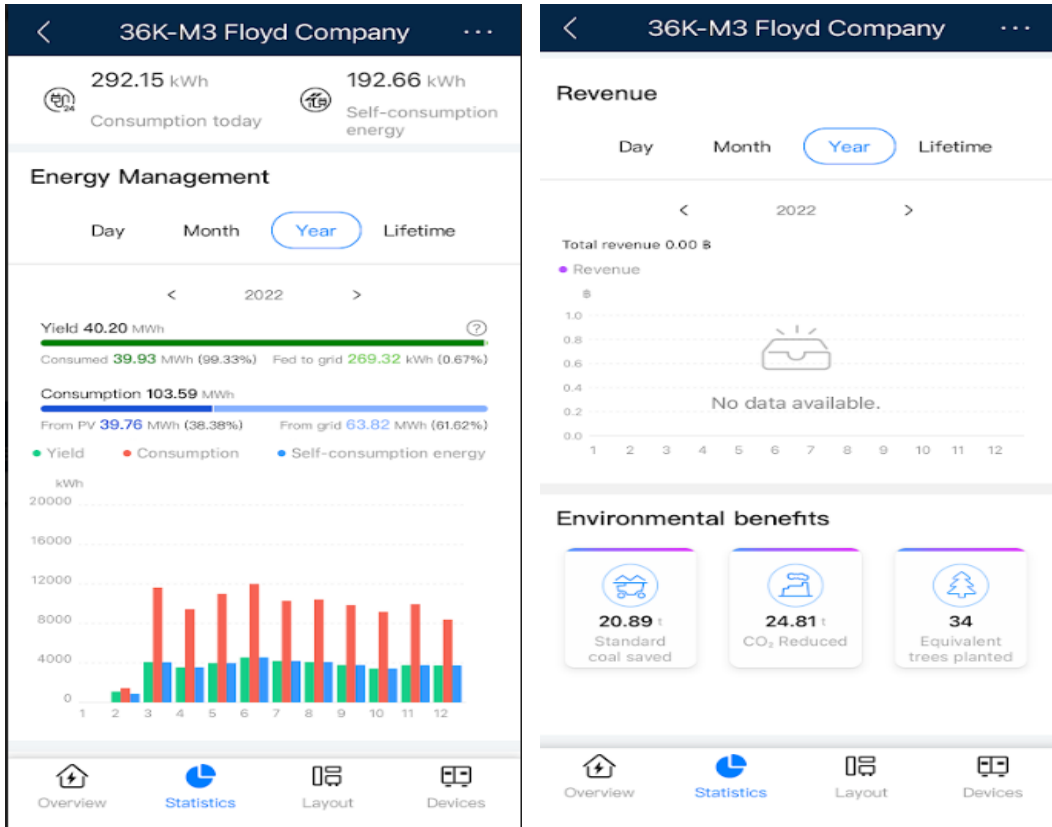 36K-M3 Floyd Company
292.15 kWh
Consumption today
192.66 kWh
Self-consumption
energy
Energy Management
Day Month Year Lifetime
< 2022 >
Yield 40.20 MWh
Consumed 39.93 MWh (99.33%) Fed to grid 269.32 kWh (0.67%)
Consumption 103.59 MWh
From PV 39.76 MWh (38.38%) From grid 63.82 MWh (61.62%)
Yield Consumption Self-consumption energy
kWh
20000
16000
12000
8000
4000
0
1 2 3 4 5 6 7 8 9 10 11 12
Overview Statistics Layout Devices
36K-M3 Floyd Company
Revenue
Day Month Year Lifetime
< 2022 >
Total revenue 0.00 ฿
Revenue
฿
1.0
0.8
0.6
0.4
0.2
0.0
No data available.
1 2 3 4 5 6 7 8 9 10 11 12
Environmental benefits
20.89 t
Standard
coal saved
24.81 t
CO₂ Reduced
34
Equivalent
trees planted
Overview Statistics Layout Devices